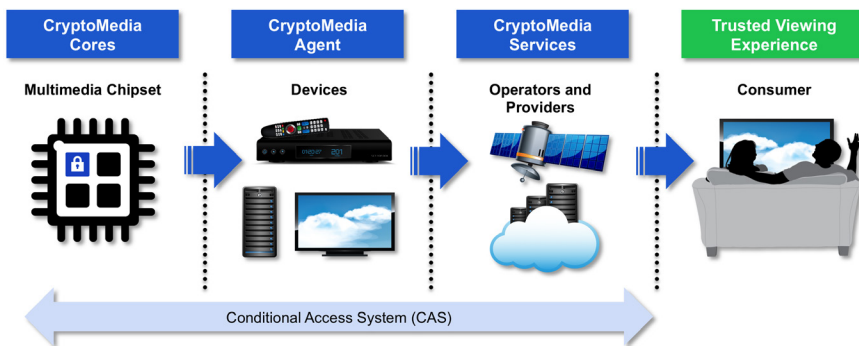 CryptoMedia
Cores
CryptoMedia
Agent
CryptoMedia
Services
Trusted Viewing
Experience
Multimedia Chipset
Devices
Operators and
Providers
Consumer
Conditional Access System (CAS)